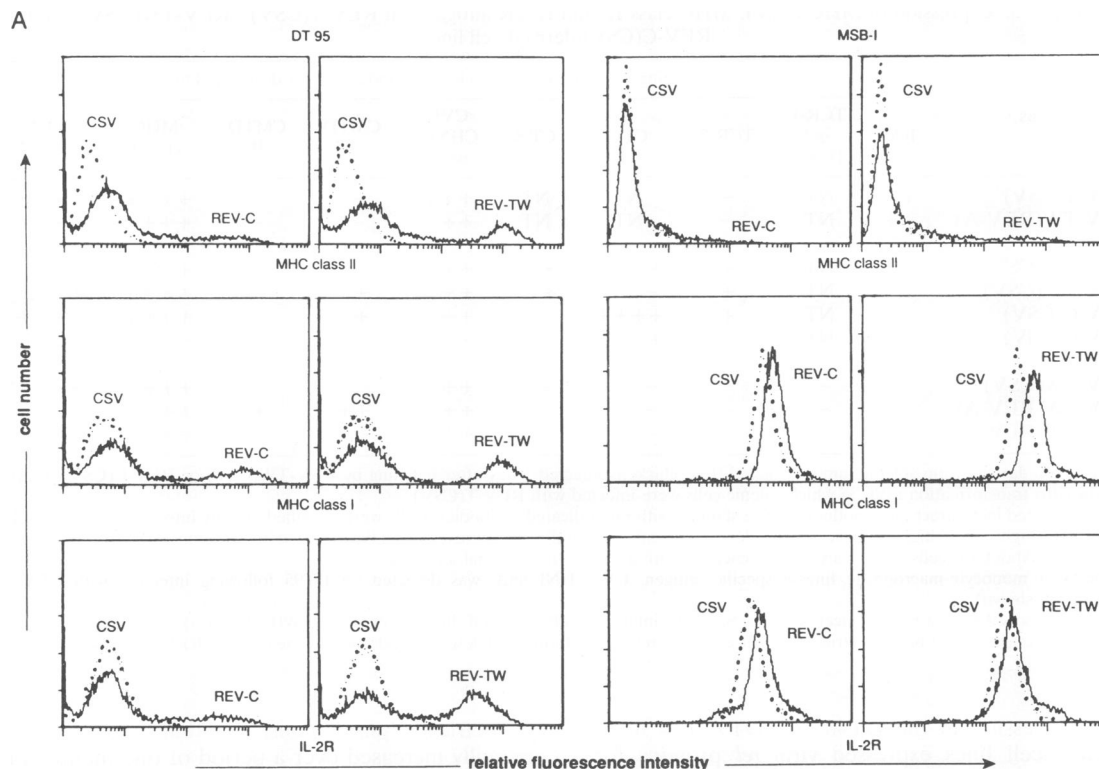 A
DT 95
MSB-I
CSV
REV-C
CSV
REV-TW
CSV
REV-C
CSV
REV-TW
MHC class II
MHC class II
CSV
REV-C
CSV
REV-TW
CSV
REV-C
CSV
REV-TW
MHC class I
MHC class I
CSV
REV-C
CSV
REV-TW
CSV
REV-C
CSV
REV-TW
IL-2R
IL-2R
cell number
relative fluorescence intensity